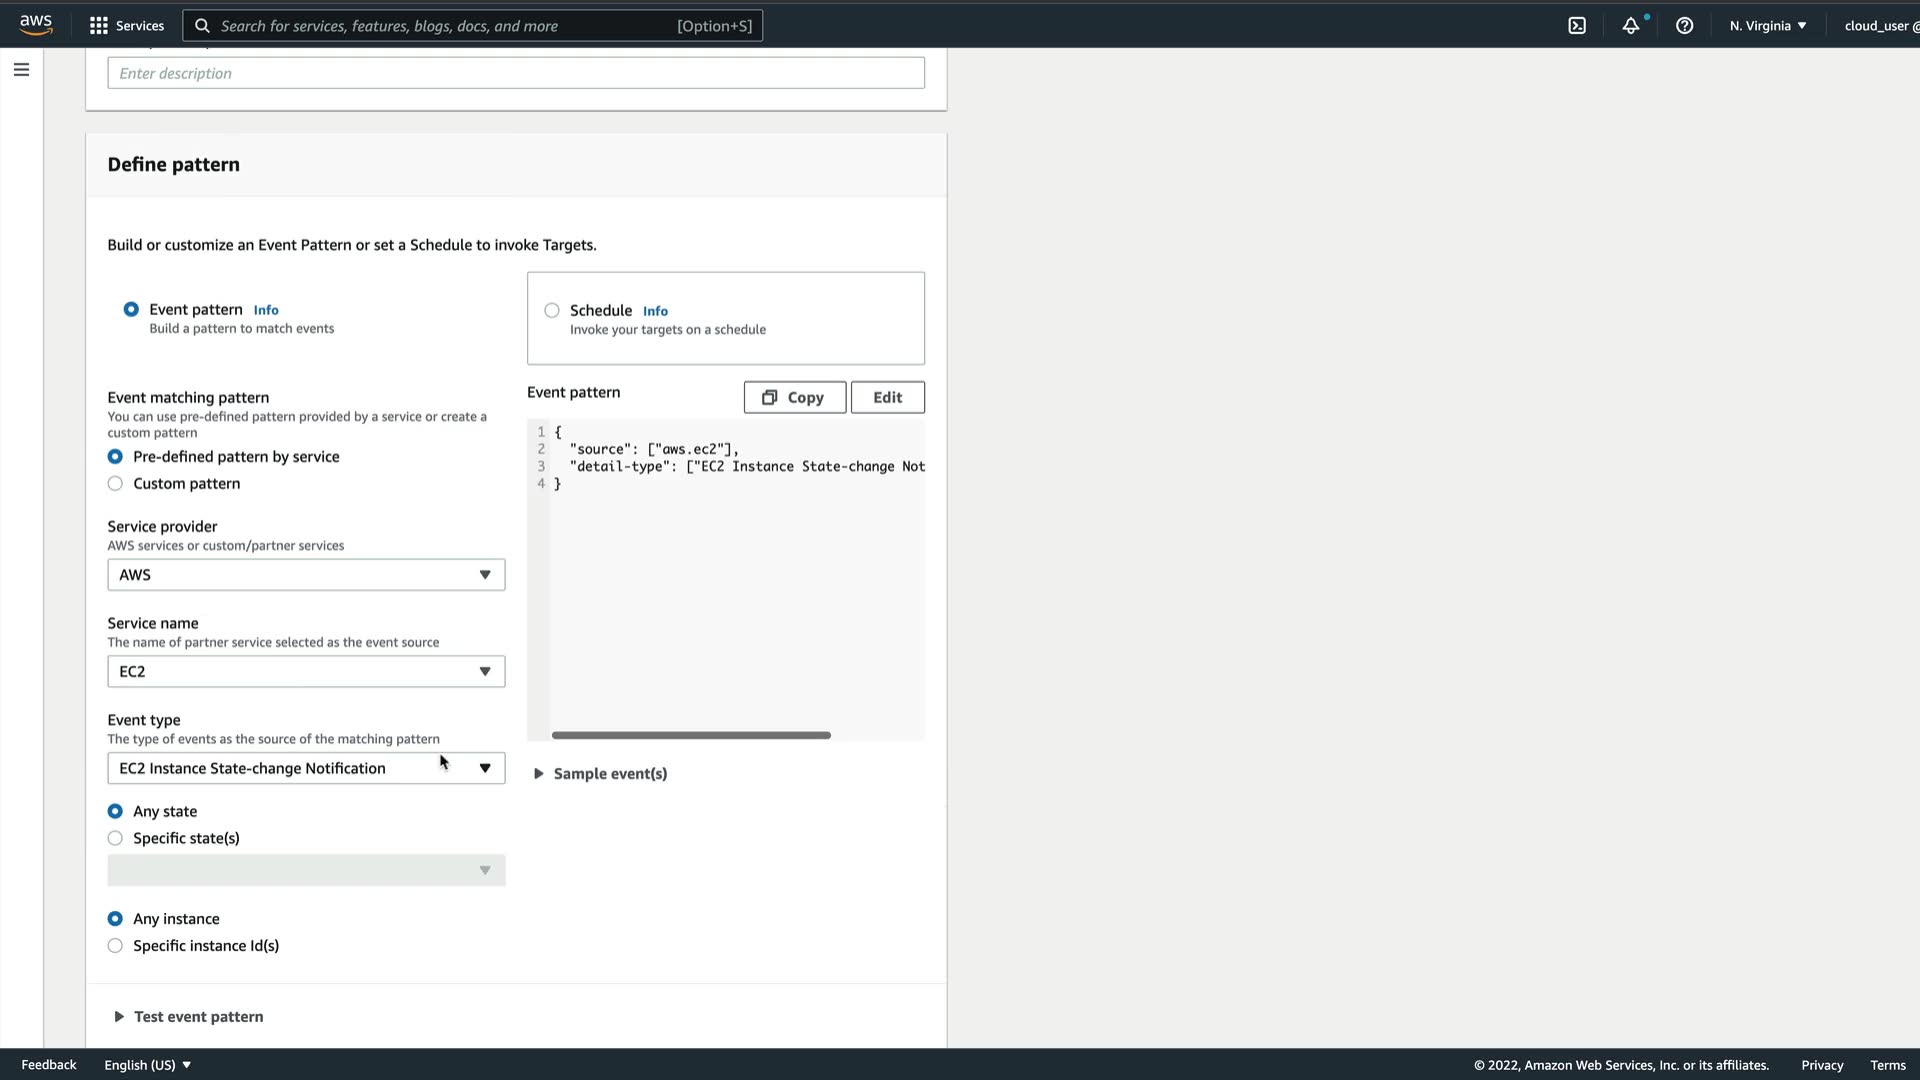 aws
Services
Search for services, features, blogs, docs, and more
[Option+S]
N. Virginia ▼
cloud_user @
Enter description
Define pattern
Build or customize an Event Pattern or set a Schedule to invoke Targets.
Event pattern Info
Build a pattern to match events
Schedule Info
Invoke your targets on a schedule
Event matching pattern
You can use pre-defined pattern provided by a service or create a
custom pattern
Pre-defined pattern by service
Custom pattern
Service provider
AWS services or custom/partner services
AWS
Service name
The name of partner service selected as the event source
EC2
Event type
The type of events as the source of the matching pattern
EC2 Instance State-change Notification
Any state
Specific state(s)
Any instance
Specific instance Id(s)
Event pattern
Copy
Edit
1 {
2 "source": ["aws.ec2"],
3 "detail-type": ["EC2 Instance State-change Not
4 }
Sample event(s)
Test event pattern
Feedback
English (US) ▼
© 2022, Amazon Web Services, Inc. or its affiliates.
Privacy
Terms